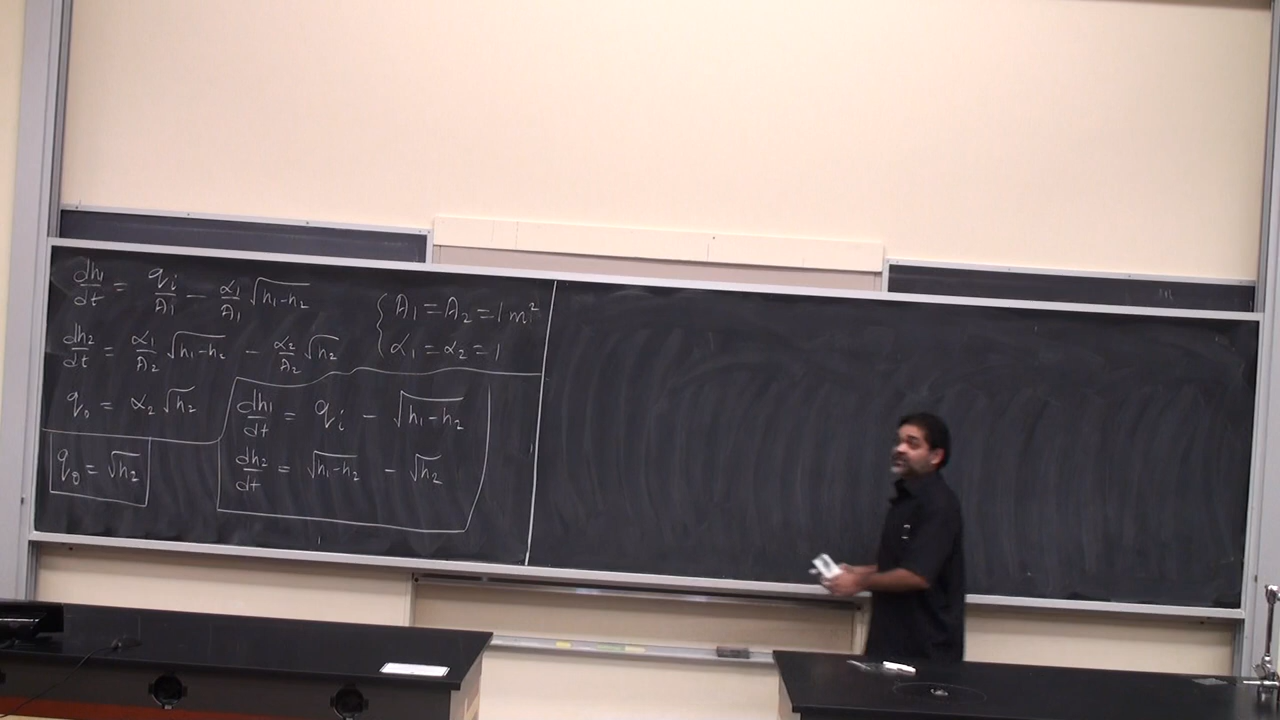 dh₁/dt = qᵢ/A₁ − α₁/A₁ √(h₁−h₂)
dh₂/dt = α₁/A₂ √(h₁−h₂) − α₂/A₂ √h₂
q₀ = α₂ √h₂
q₀ = √h₂
{ A₁ = A₂ = 1 m²
α₁ = α₂ = 1
dh₁/dt = qᵢ − √(h₁−h₂)
dh₂/dt = √(h₁−h₂) − √h₂